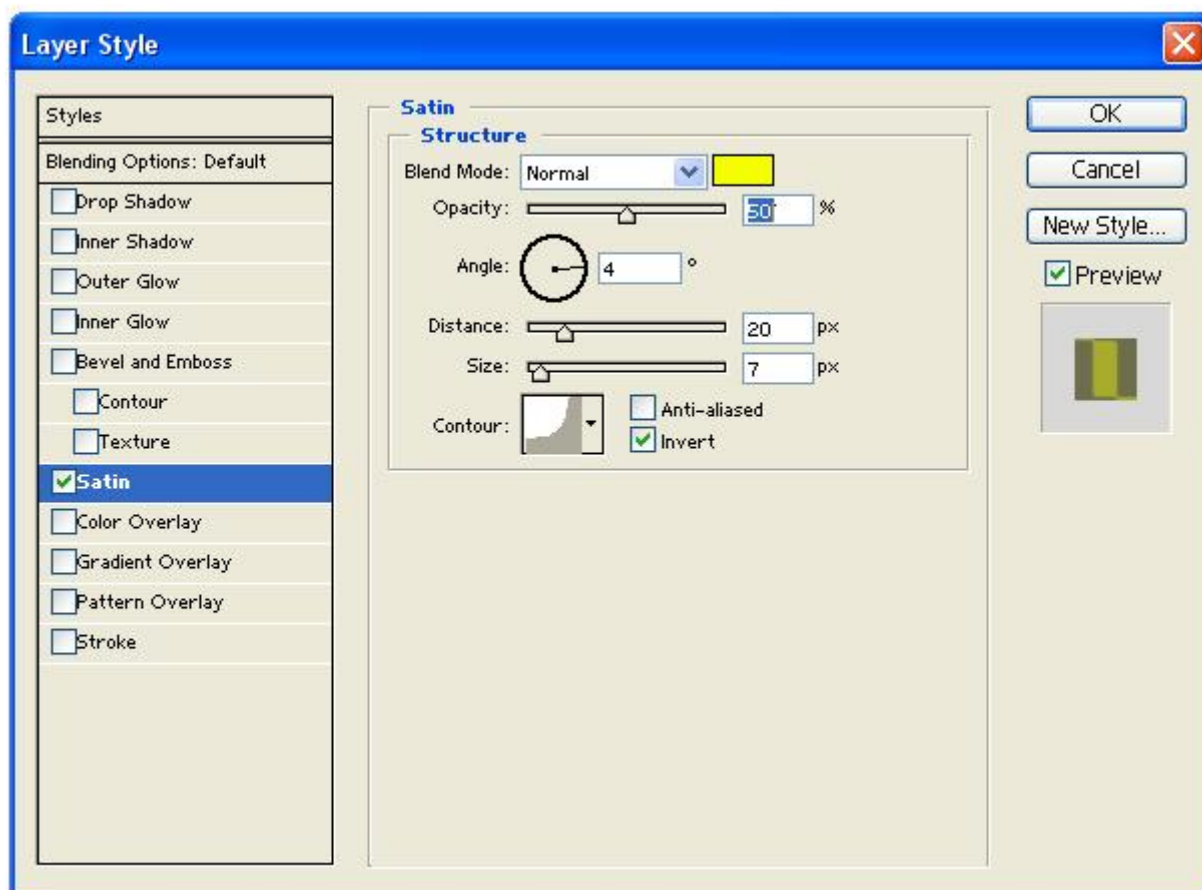 Layer Style
Styles
Blending Options: Default
Drop Shadow
Inner Shadow
Outer Glow
Inner Glow
Bevel and Emboss
Contour
Texture
Satin
Color Overlay
Gradient Overlay
Pattern Overlay
Stroke
Satin
Structure
Blend Mode: Normal
Opacity: 50 %
Angle: 4 °
Distance: 20 px
Size: 7 px
Contour:
Anti-aliased
Invert
OK
Cancel
New Style...
Preview